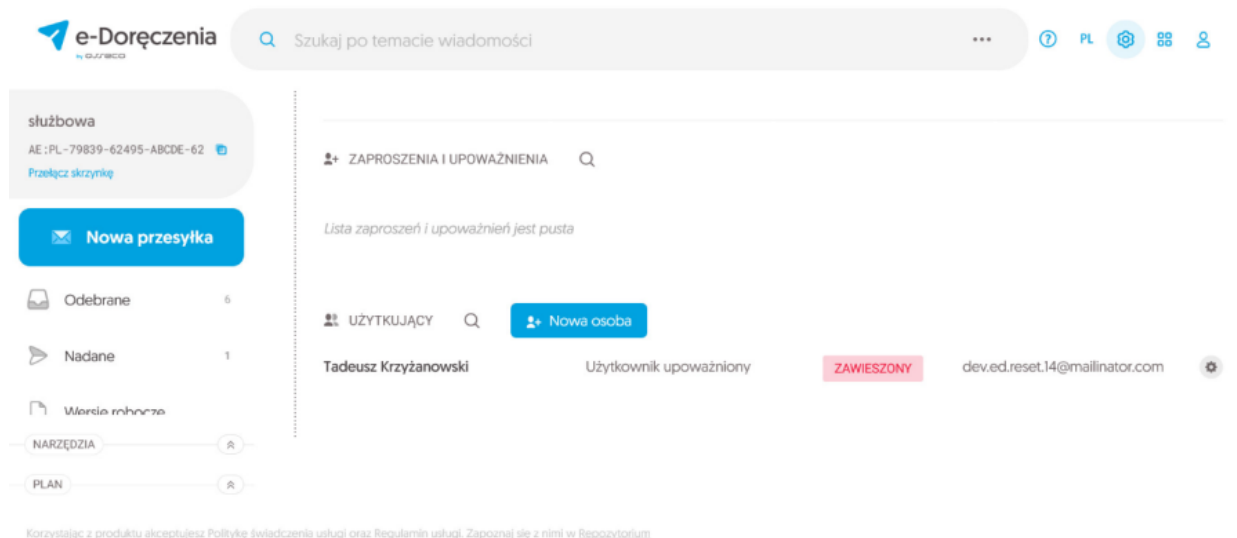 e-Doręczenia
by asseco
Szukaj po temacie wiadomości
PL
służbowa
AE:PL-79839-62495-ABCDE-62
Przełącz skrzynkę
Nowa przesyłka
Odebrane 6
Nadane 1
Wersje robocze
NARZĘDZIA
PLAN
ZAPROSZENIA I UPOWAŻNIENIA
Lista zaproszeń i upoważnień jest pusta
UŻYTKUJĄCY Nowa osoba
Tadeusz Krzyżanowski Użytkownik upoważniony ZAWIESZONY dev.ed.reset.14@mailinator.com
Korzystając z produktu akceptujesz Politykę świadczenia usługi oraz Regulamin usługi. Zapoznaj się z nimi w Repozytorium